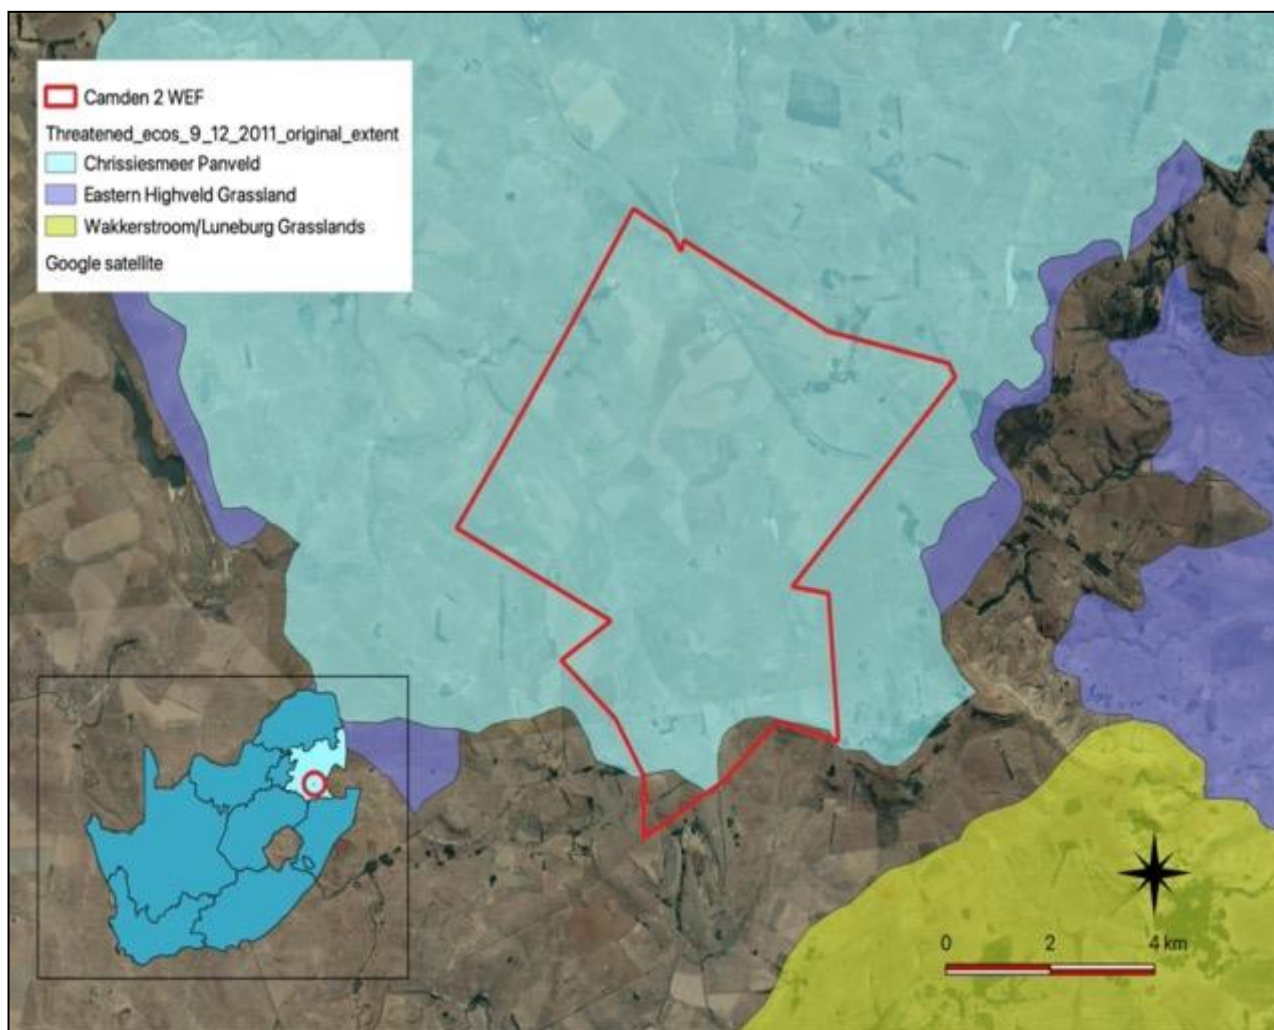 Camden 2 WEF
Threatened_ecos_9_12_2011_original_extent
Chrissiesmeer Panveld
Eastern Highveld Grassland
Wakkerstroom/Luneburg Grasslands
Google satellite
0 2 4 km